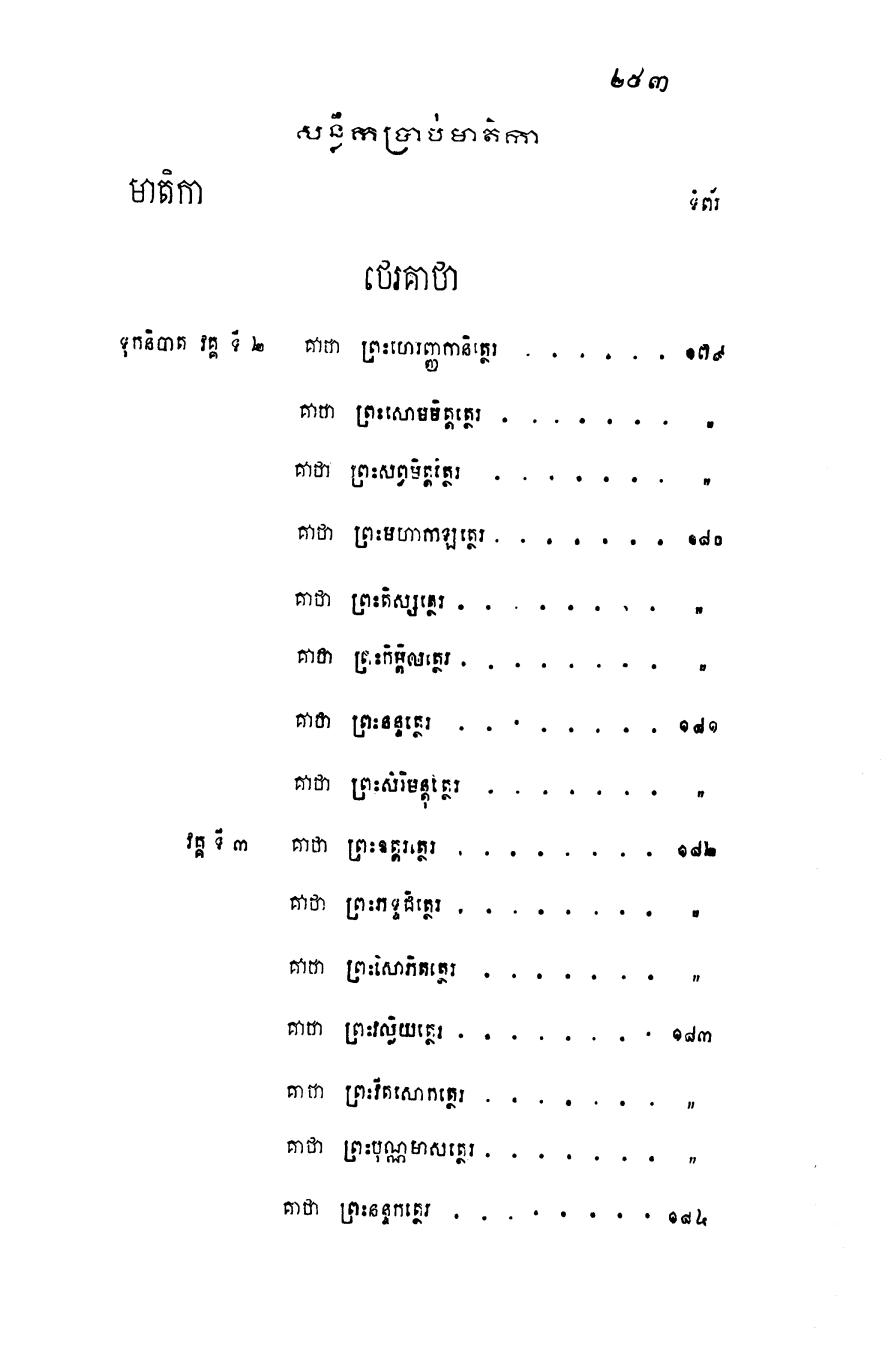 ២៥៣
សន្លឹកប្រាប់មាតិកា
មាតិកា ទំព័រ
ថេរគាថា
ទុកនិបាត វគ្គ ទី ២ គាថា ព្រះហេរញ្ញកានិត្ថេរ . . . . . . ១៧៩
គាថា ព្រះសោមមិត្តត្ថេរ . . . . . . . "
គាថា ព្រះសព្វមិត្តត្ថេរ . . . . . . . "
គាថា ព្រះមហាកាឡត្ថេរ . . . . . . . ១៨០
គាថា ព្រះតិស្សត្ថេរ . . . . . . . . "
គាថា ព្រះកិម្ពិលត្ថេរ . . . . . . . . "
គាថា ព្រះនន្ទត្ថេរ . . . . . . . . ១៨១
គាថា ព្រះសិរិមន្តុត្ថេរ . . . . . . . "
វគ្គ ទី ៣ គាថា ព្រះឧត្តរត្ថេរ . . . . . . . . ១៨២
គាថា ព្រះភទ្ទជិត្ថេរ . . . . . . . . "
គាថា ព្រះសោភិតត្ថេរ . . . . . . . "
គាថា ព្រះវល្លិយត្ថេរ . . . . . . . . ១៨៣
គាថា ព្រះវីតសោកត្ថេរ . . . . . . . "
គាថា ព្រះបុណ្ណមាសត្ថេរ . . . . . . . "
គាថា ព្រះនន្ទកត្ថេរ . . . . . . . . ១៨៤